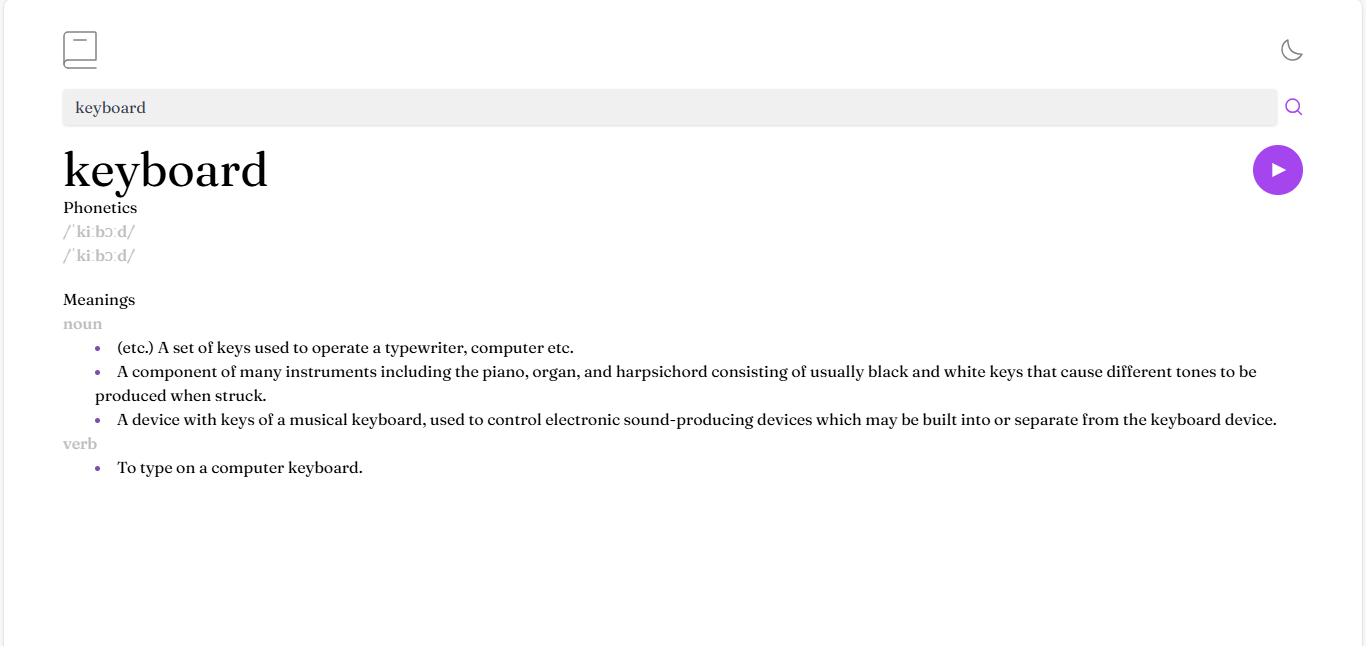 keyboard
keyboard
Phonetics
/ˈkiːbɔːd/
/ˈkiːbɔːd/
Meanings
noun
• (etc.) A set of keys used to operate a typewriter, computer etc.
• A component of many instruments including the piano, organ, and harpsichord consisting of usually black and white keys that cause different tones to be
produced when struck.
• A device with keys of a musical keyboard, used to control electronic sound-producing devices which may be built into or separate from the keyboard device.
verb
• To type on a computer keyboard.